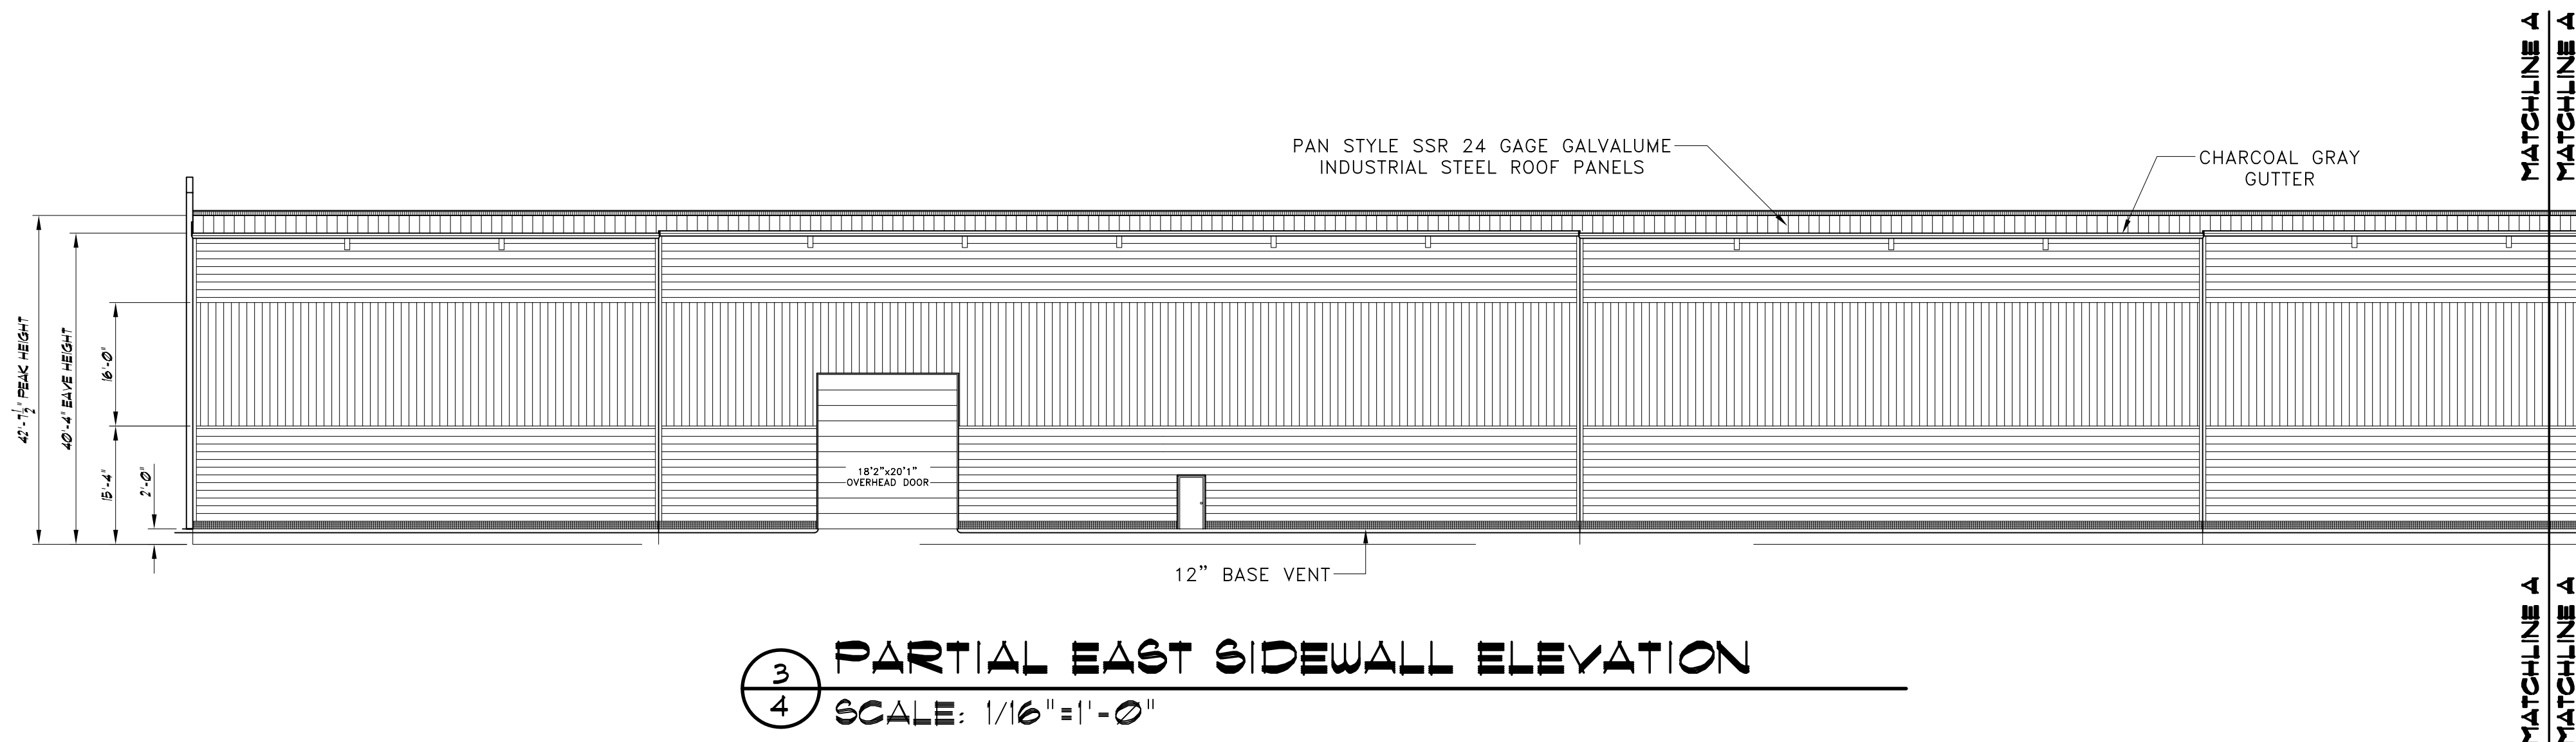 MATCHLINE A
MATCHLINE A
PAN STYLE SSR 24 GAGE GALVALUME
INDUSTRIAL STEEL ROOF PANELS
CHARCOAL GRAY
GUTTER
42'-7 1/2" PEAK HEIGHT
40'-4" EAVE HEIGHT
16'-0"
15'-4"
2'-0"
18'2"x20'1"
OVERHEAD DOOR
12” BASE VENT
MATCHLINE A
MATCHLINE A
3
4
PARTIAL EAST SIDEWALL ELEVATION
SCALE: 1/16"=1'-0"